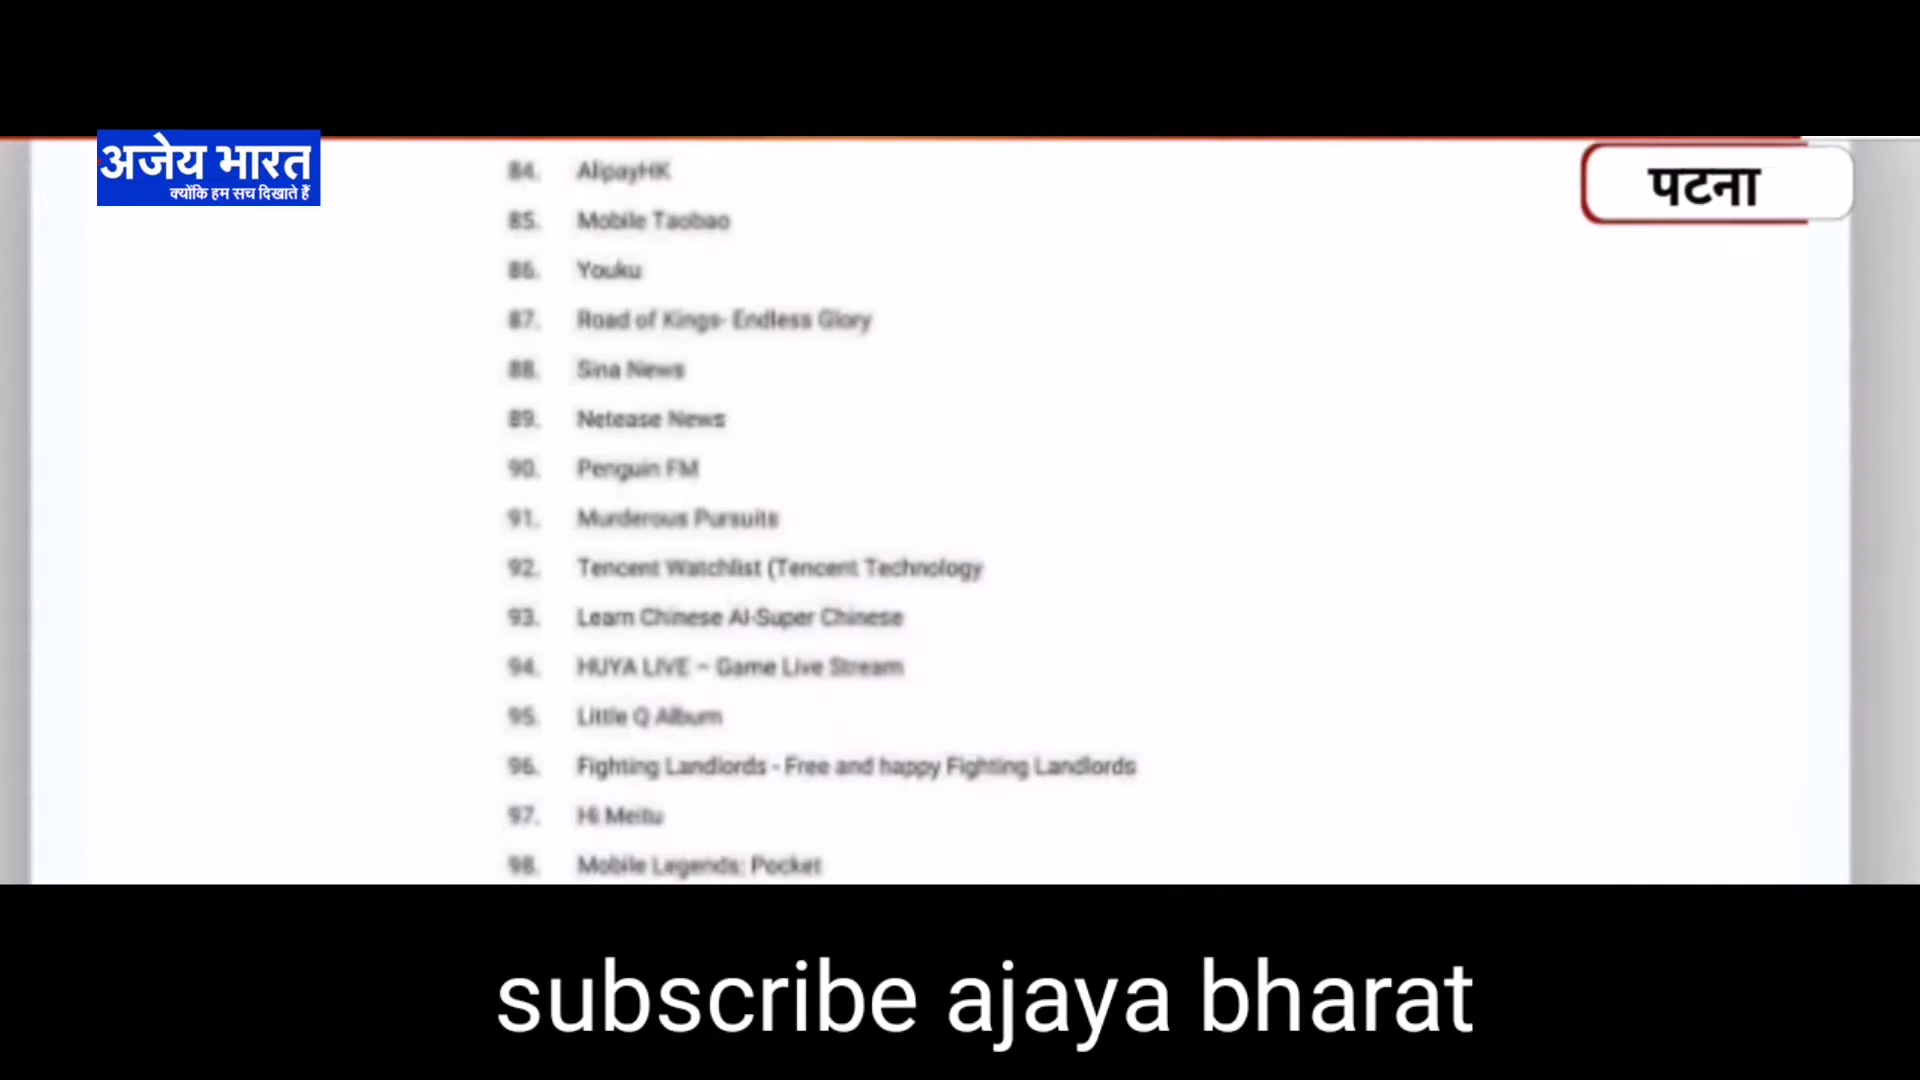 अजेय भारत
क्योंकि हम सच दिखाते हैं
पटना
84. AlipayHK
85. Mobile Taobao
86. Youku
87. Road of Kings- Endless Glory
88. Sina News
89. Netease News
90. Penguin FM
91. Murderous Pursuits
92. Tencent Watchlist (Tencent Technology
93. Learn Chinese AI-Super Chinese
94. HUYA LIVE – Game Live Stream
95. Little Q Album
96. Fighting Landlords - Free and happy Fighting Landlords
97. Hi Meitu
98. Mobile Legends: Pocket
subscribe ajaya bharat